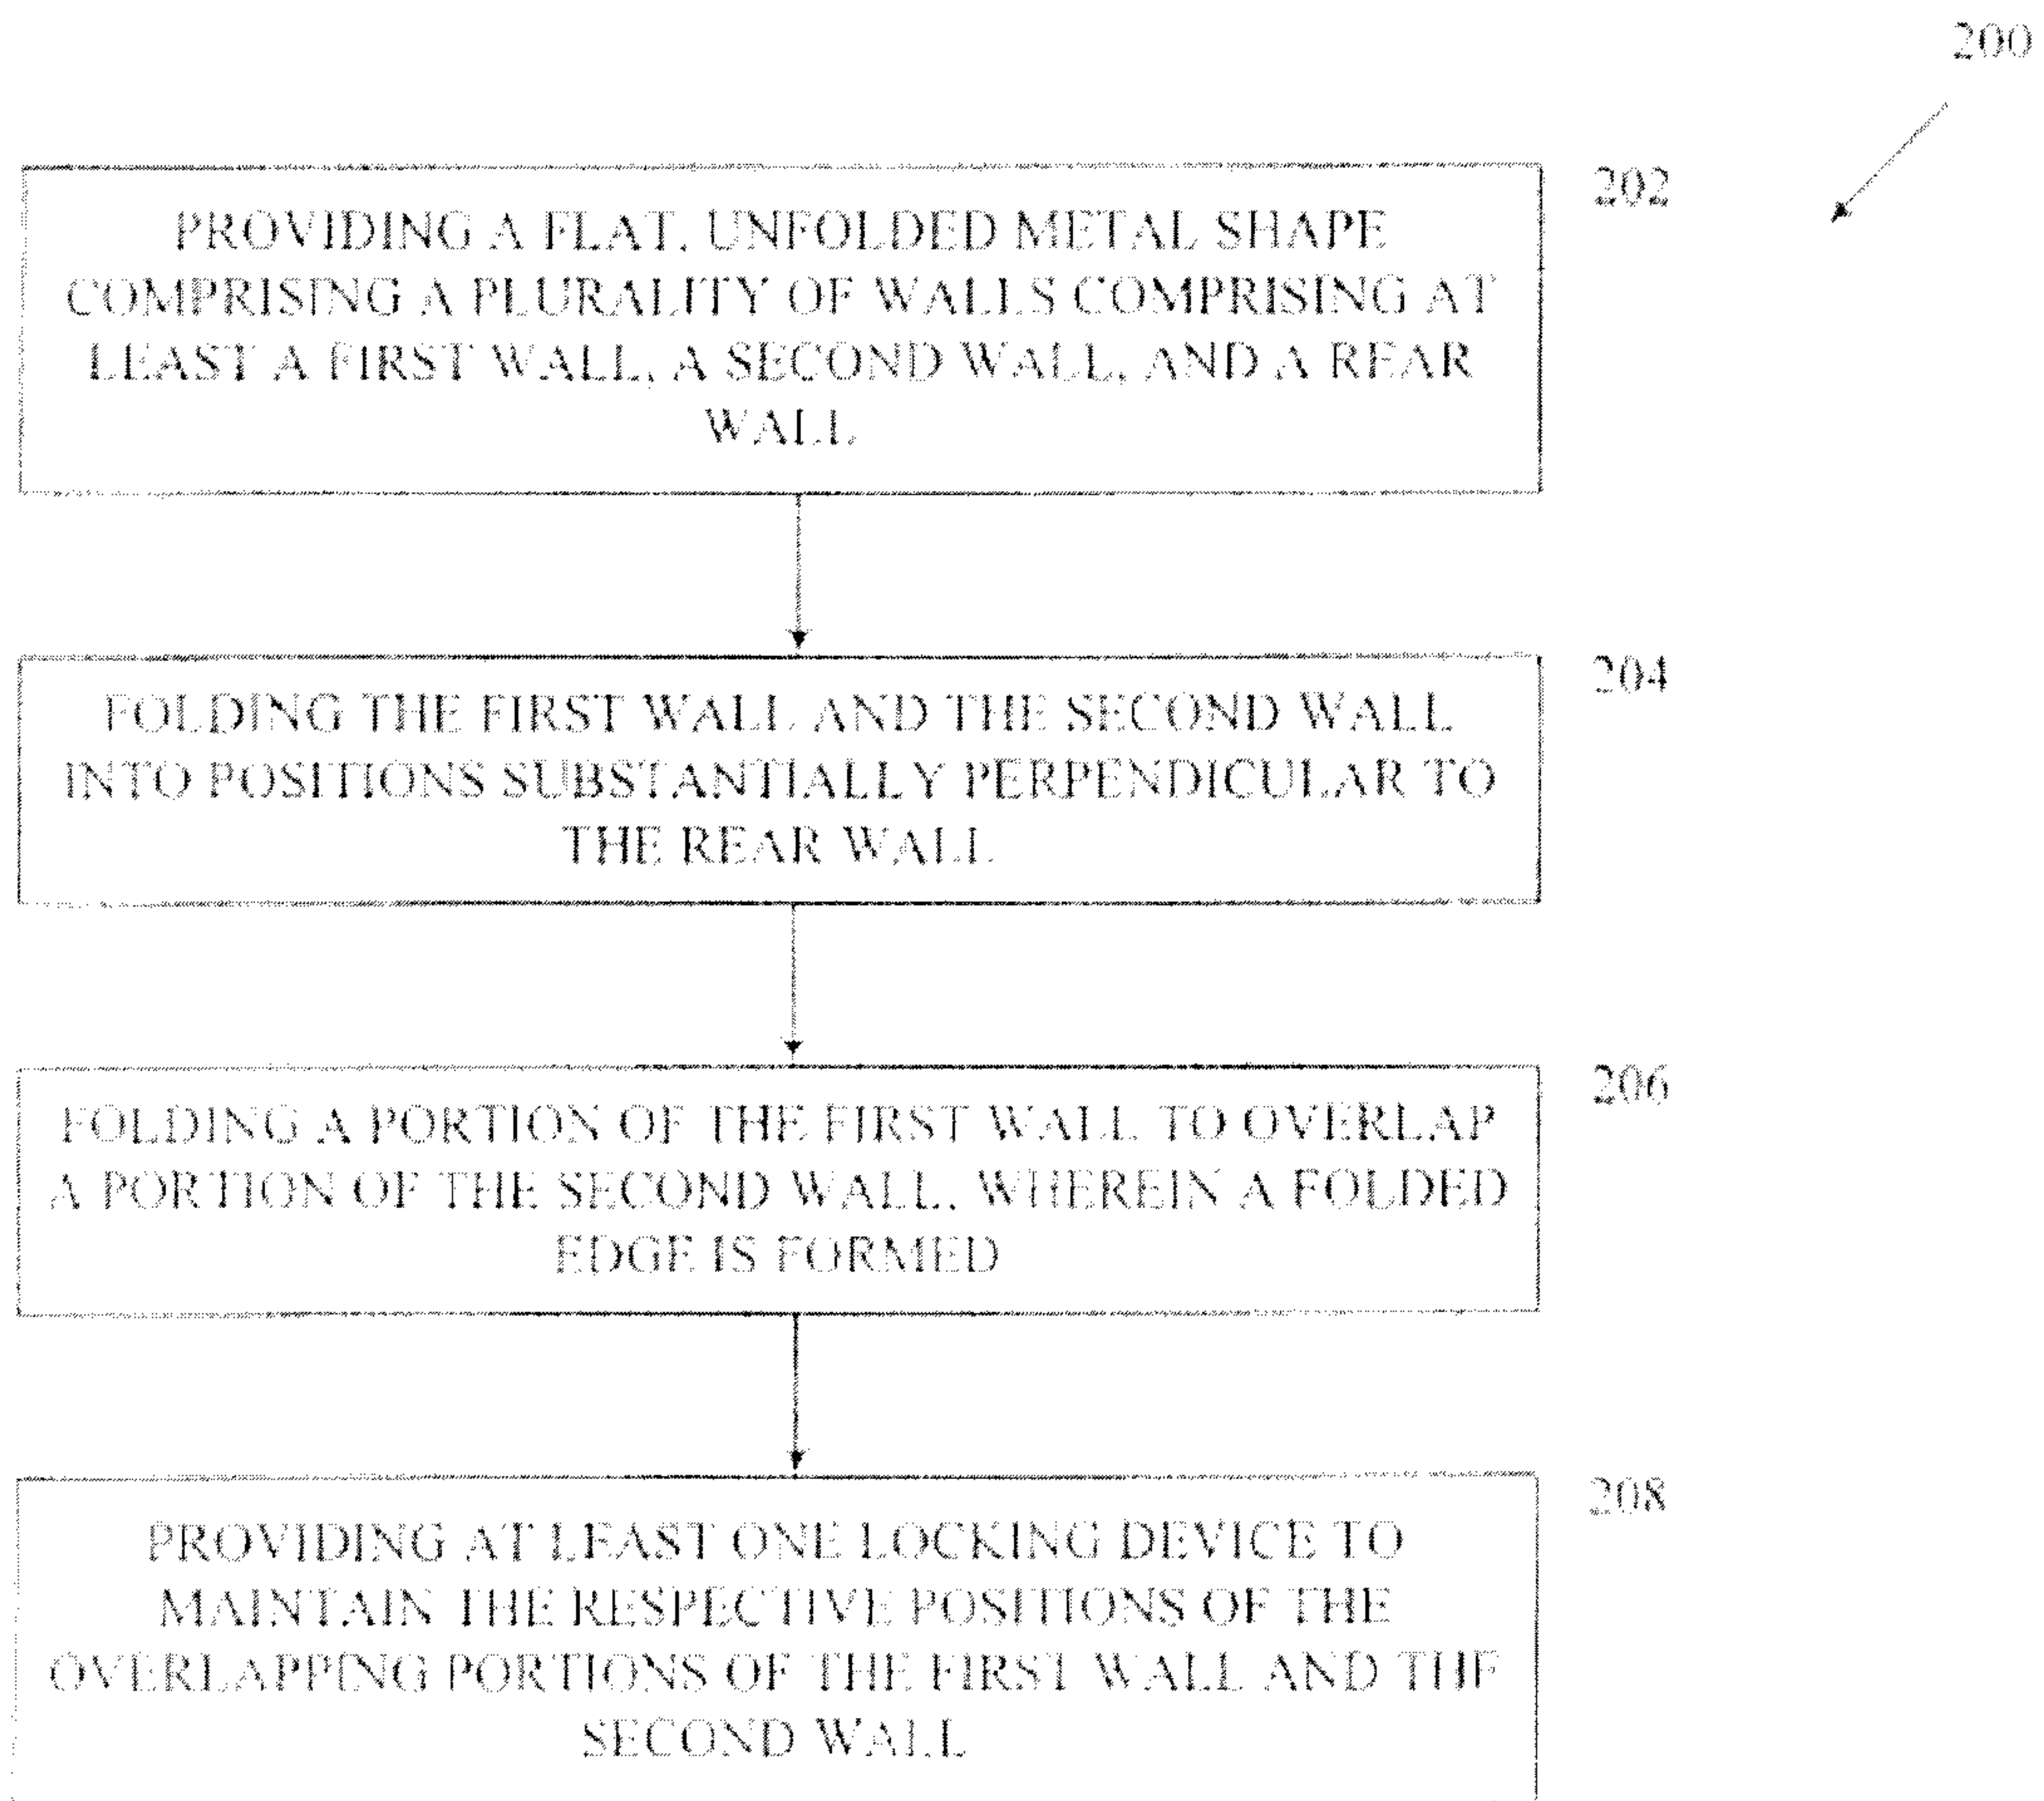 200
202
PROVIDING A FLAT, UNFOLDED METAL SHAPE
COMPRISING A PLURALITY OF WALLS COMPRISING AT
LEAST A FIRST WALL, A SECOND WALL, AND A REAR
WALL
204
FOLDING THE FIRST WALL AND THE SECOND WALL
INTO POSITIONS SUBSTANTIALLY PERPENDICULAR TO
THE REAR WALL
206
FOLDING A PORTION OF THE FIRST WALL TO OVERLAP
A PORTION OF THE SECOND WALL, WHEREIN A FOLDED
EDGE IS FORMED
208
PROVIDING AT LEAST ONE LOCKING DEVICE TO
MAINTAIN THE RESPECTIVE POSITIONS OF THE
OVERLAPPING PORTIONS OF THE FIRST WALL AND THE
SECOND WALL